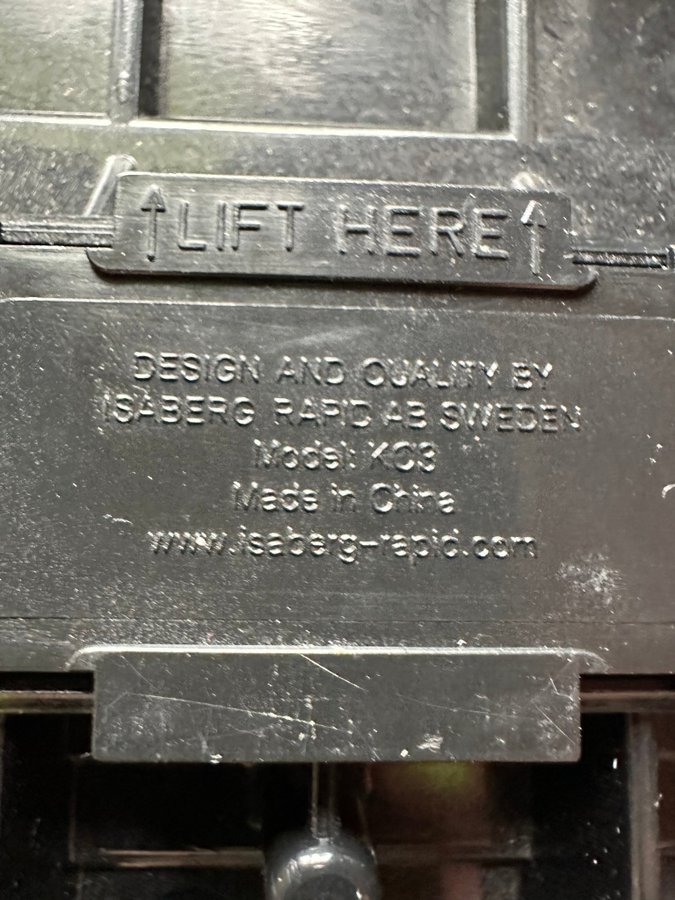 ↑LIFT HERE↑
DESIGN AND QUALITY BY
ISABERG RAPID AB SWEDEN
Model: KC3
Made in China
www.isaberg-rapid.com